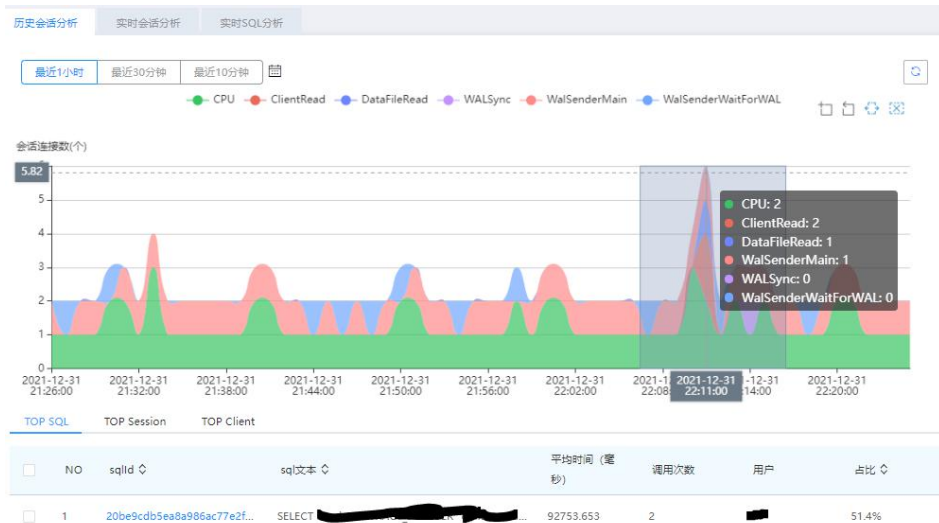 历史会话分析 实时会话分析 实时SQL分析
最近1小时 最近30分钟 最近10分钟
CPU ClientRead DataFileRead WALSync WalSenderMain WalSenderWaitForWAL
会话连接数(个)
5.82
5
4
3
2
1
0
CPU: 2
ClientRead: 2
DataFileRead: 1
WalSenderMain: 1
WALSync: 0
WalSenderWaitForWAL: 0
2021-12-31 2021-12-31 2021-12-31 2021-12-31 2021-12-31 2021-12-31 2021-12-31 2021-1 2021-12-31 -12-31 2021-12-31
21:26:00 21:32:00 21:38:00 21:44:00 21:50:00 21:56:00 22:02:00 22:08: 22:11:00 :14:00 22:20:00
TOP SQL TOP Session TOP Client
NO sqlId sql文本 平均时间（毫秒） 调用次数 用户 占比
1 20be9cdb5ea8a986ac77e2f... SELECT ... 92753.653 2 51.4%